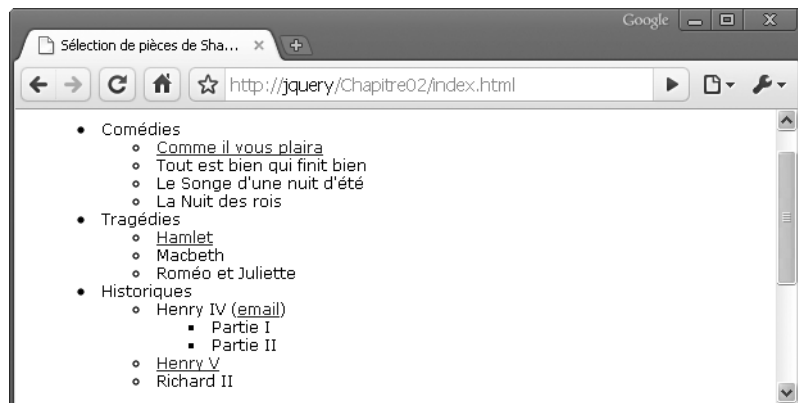 Google
Sélection de pièces de Sha...
http://jquery/Chapitre02/index.html
Comédies
Comme il vous plaira
Tout est bien qui finit bien
Le Songe d'une nuit d'été
La Nuit des rois
Tragédies
Hamlet
Macbeth
Roméo et Juliette
Historiques
Henry IV (email)
Partie I
Partie II
Henry V
Richard II